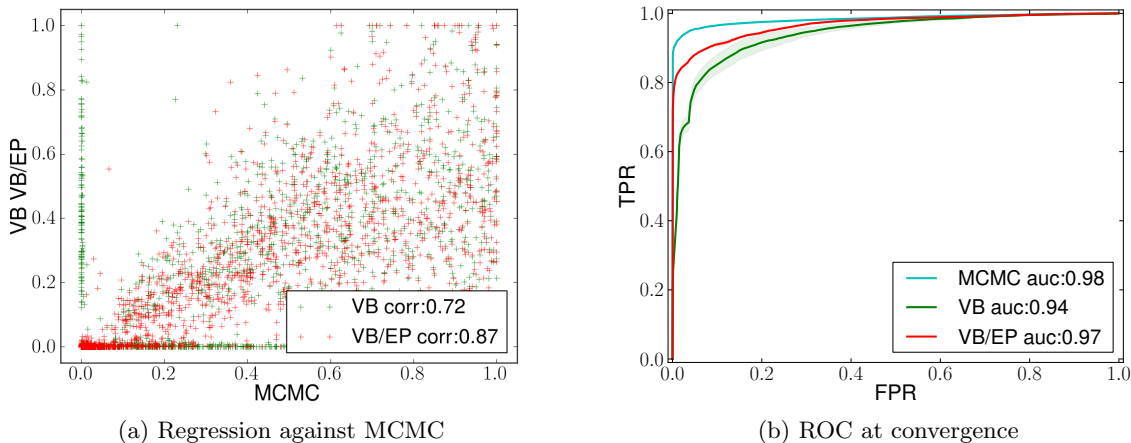 1.0
0.8
0.6
0.4
0.2
0.0
VB VB/EP
VB corr:0.72
VB/EP corr:0.87
0.0 0.2 0.4 0.6 0.8 1.0
MCMC
(a) Regression against MCMC
1.0
0.8
0.6
0.4
0.2
0.0
TPR
MCMC auc:0.98
VB auc:0.94
VB/EP auc:0.97
0.0 0.2 0.4 0.6 0.8 1.0
FPR
(b) ROC at convergence